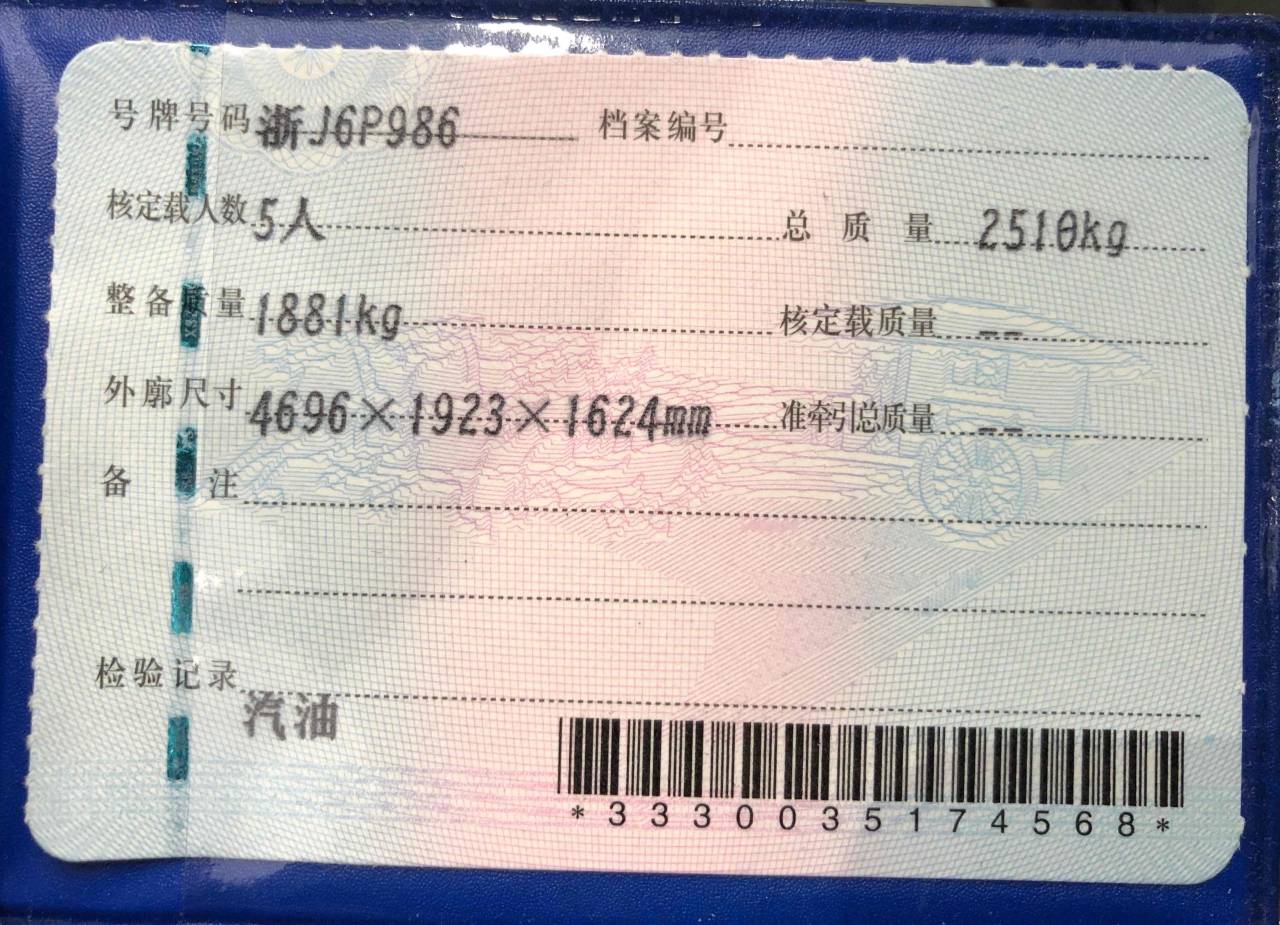 号牌号码 浙J6P986 档案编号
核定载人数 5人 总质量 2510kg
整备质量 1881kg 核定载质量 --
外廓尺寸 4696×1923×1624mm 准牵引总质量 --
备注
检验记录
汽油
*3330035174568*